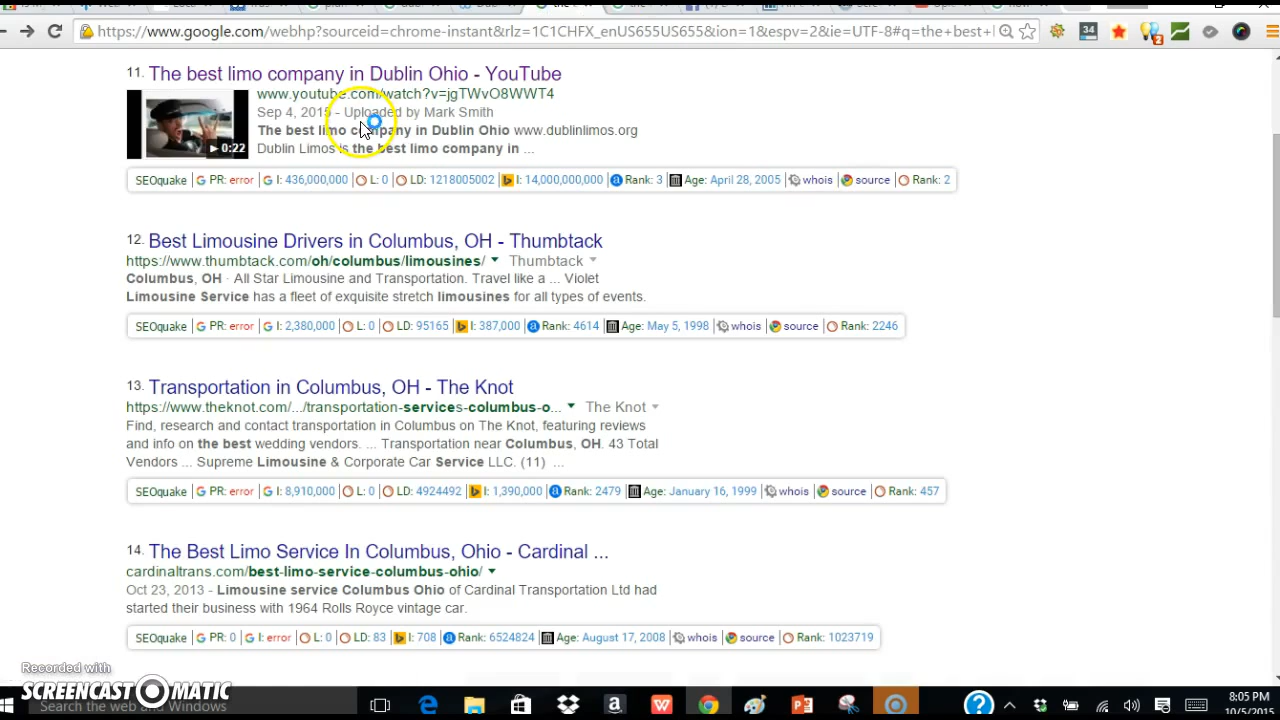 https://www.google.com/webhp?sourceid=chrome-instant&rlz=1C1CHFX_enUS655US655&ion=1&espv=2&ie=UTF-8#q=the+best+
34
2
11. The best limo company in Dublin Ohio - YouTube
www.youtube.com/watch?v=jgTWvO8WWT4
Sep 4, 2015 - Uploaded by Mark Smith
The best limo company in Dublin Ohio www.dublinlimos.org
Dublin Limos is the best limo company in ...
0:22
SEOquake PR: error I: 436,000,000 L: 0 LD: 1218005002 I: 14,000,000,000 Rank: 3 Age: April 28, 2005 whois source Rank: 2
12. Best Limousine Drivers in Columbus, OH - Thumbtack
https://www.thumbtack.com/oh/columbus/limousines/ Thumbtack
Columbus, OH · All Star Limousine and Transportation. Travel like a ... Violet
Limousine Service has a fleet of exquisite stretch limousines for all types of events.
SEOquake PR: error I: 2,380,000 L: 0 LD: 95165 I: 387,000 Rank: 4614 Age: May 5, 1998 whois source Rank: 2246
13. Transportation in Columbus, OH - The Knot
https://www.theknot.com/.../transportation-services-columbus-o... The Knot
Find, research and contact transportation in Columbus on The Knot, featuring reviews
and info on the best wedding vendors. ... Transportation near Columbus, OH. 43 Total
Vendors ... Supreme Limousine & Corporate Car Service LLC. (11) ...
SEOquake PR: error I: 8,910,000 L: 0 LD: 4924492 I: 1,390,000 Rank: 2479 Age: January 16, 1999 whois source Rank: 457
14. The Best Limo Service In Columbus, Ohio - Cardinal ...
cardinaltrans.com/best-limo-service-columbus-ohio/
Oct 23, 2013 - Limousine service Columbus Ohio of Cardinal Transportation Ltd had
started their business with 1964 Rolls Royce vintage car.
SEOquake PR: 0 I: error L: 0 LD: 83 I: 708 Rank: 6524824 Age: August 17, 2008 whois source Rank: 1023719
Recorded with
SCREENCAST-O-MATIC
Search the web and Windows
8:05 PM
10/5/2015